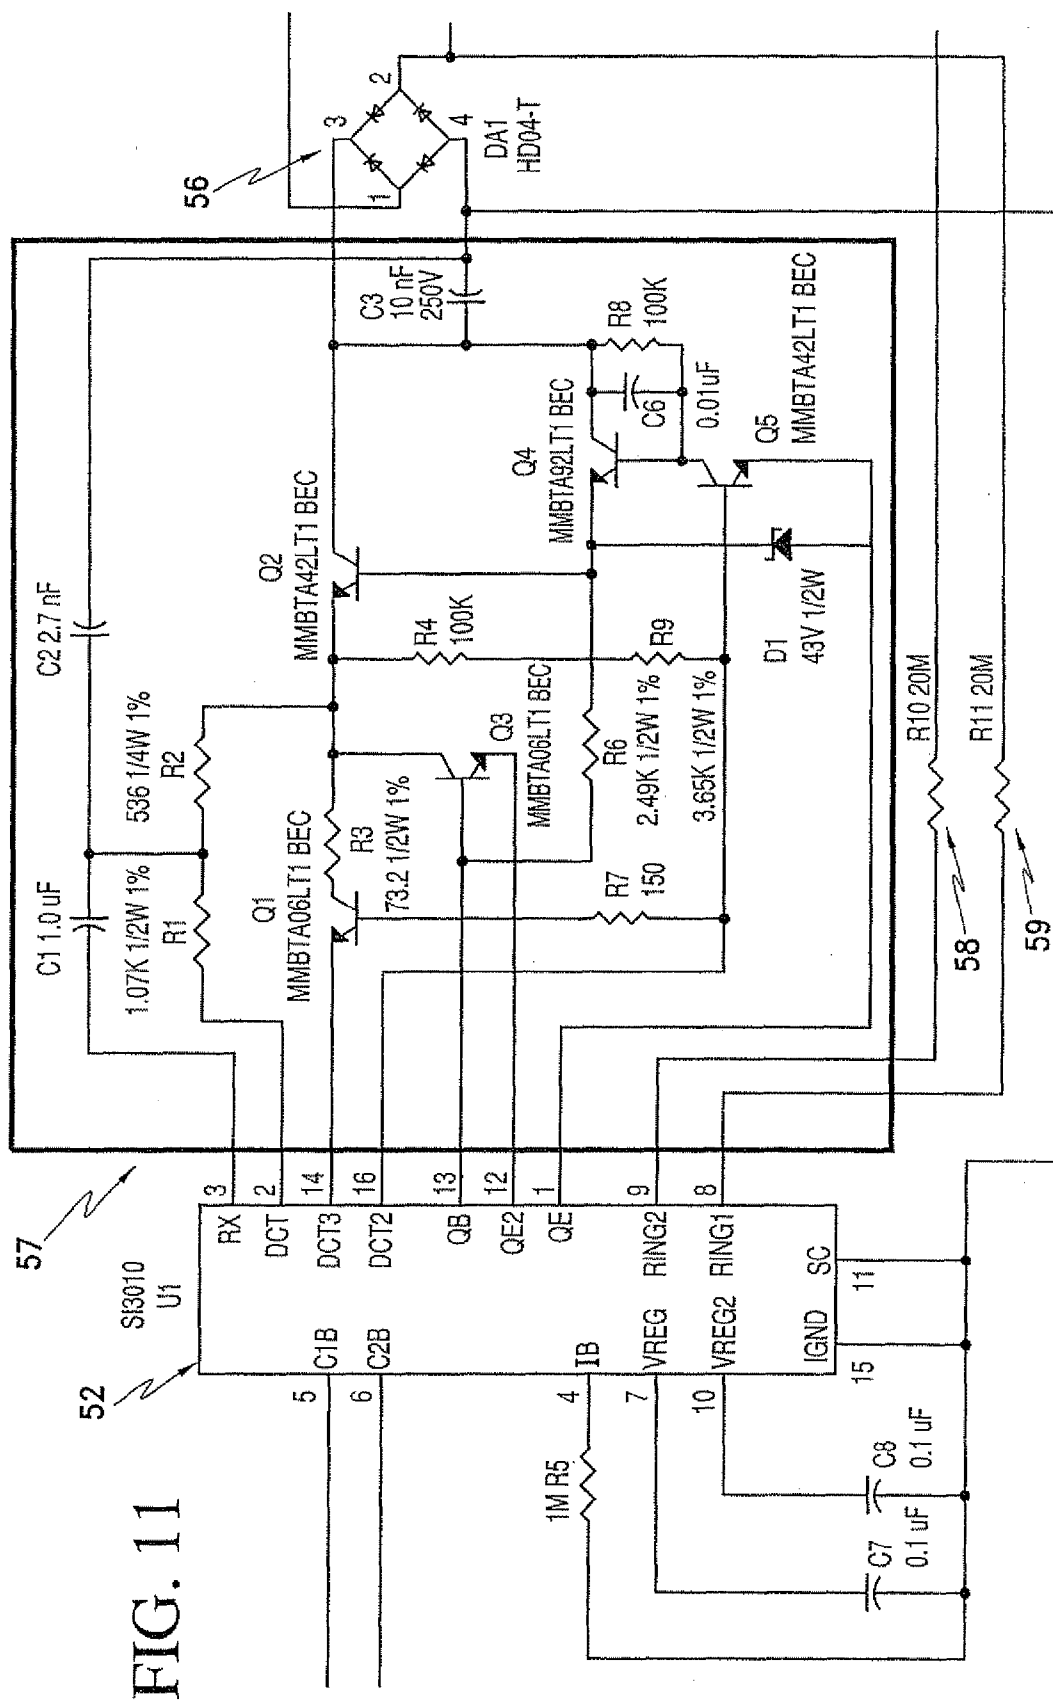 FIG. 11
52
SI3010
U1
57
56
C1B
C2B
IB
VREG
VREG2
IGND
SC
RX
DCT
DCT3
DCT2
QB
QE2
QE
RING2
RING1
5
6
4
7
10
15
11
3
2
14
16
13
12
1
9
8
1M R5
C7
0.1 uF
C8
0.1 uF
C1 1.0 uF
C2 2.7 nF
1.07K 1/2W 1%
R1
536 1/4W 1%
R2
Q1
MMBTA06LT1 BEC
R3
73.2 1/2W 1%
Q2
MMBTA42LT1 BEC
R4
100K
Q3
MMBTA06LT1 BEC
R6
2.49K 1/2W 1%
R9
3.65K 1/2W 1%
R7
150
Q4
MMBTA92LT1 BEC
C3
10 nF
250V
R8
100K
C6
0.01uF
Q5
MMBTA42LT1 BEC
D1
43V 1/2W
1
3
2
4
DA1
HD04-T
R10 20M
R11 20M
58
59